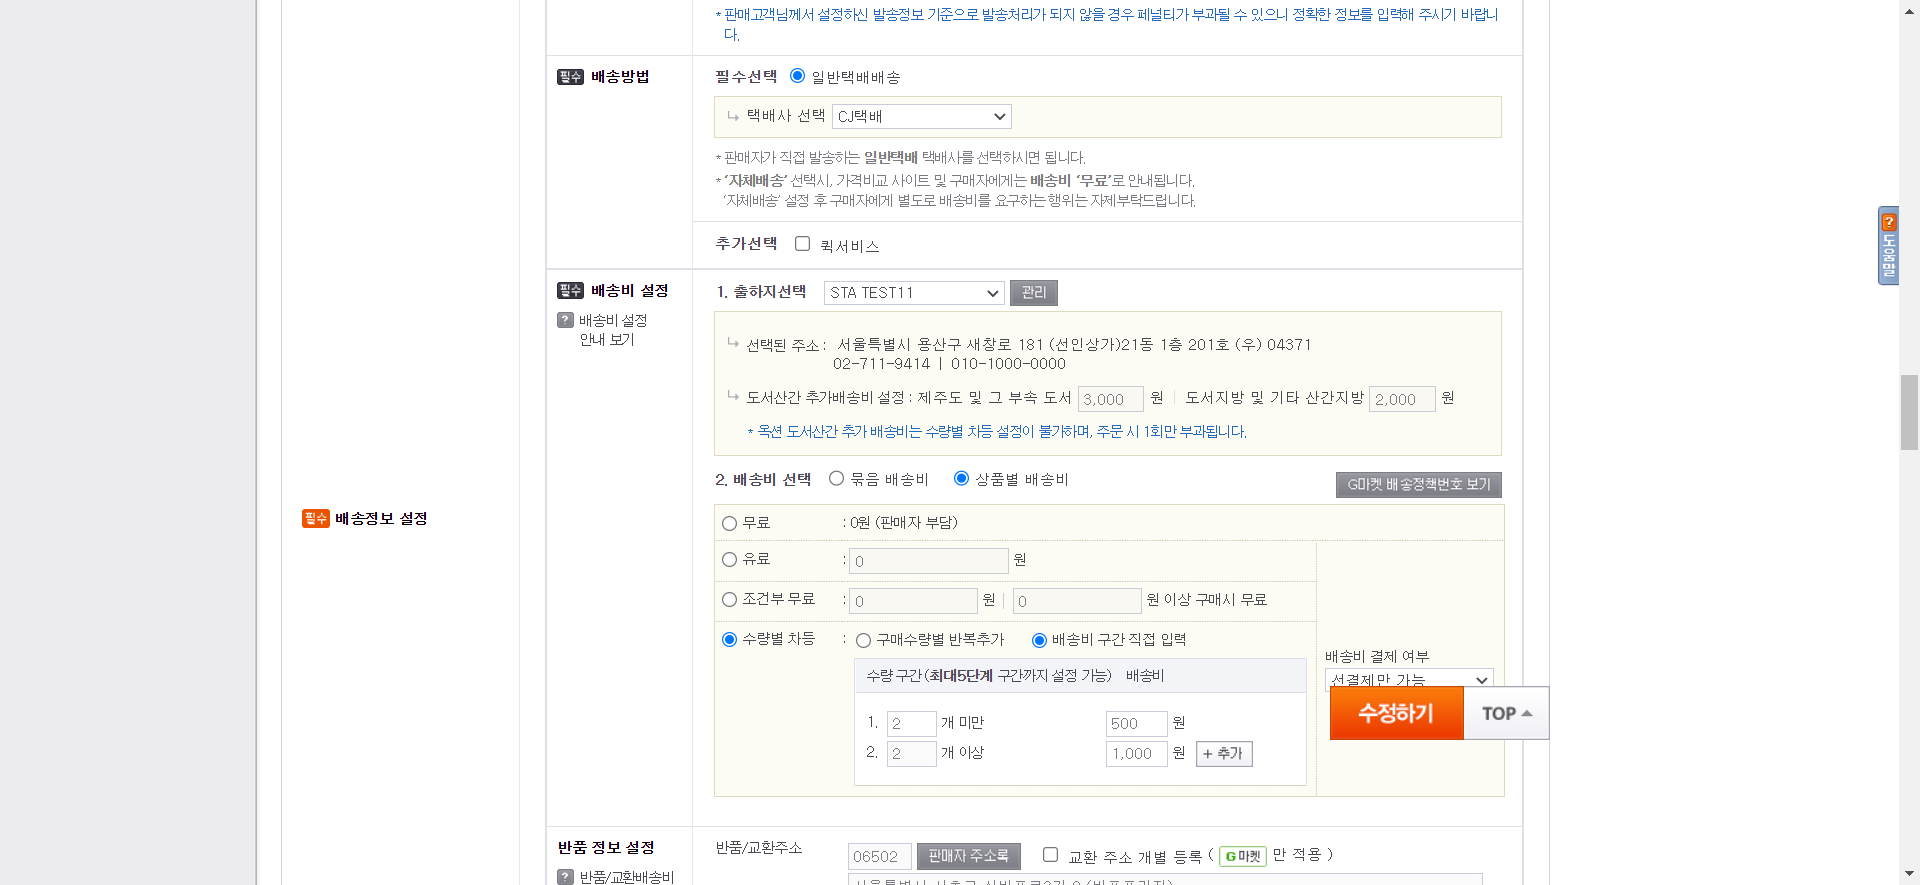 * 판매고객님께서 설정하신 발송정보 기준으로 발송처리가 되지 않을 경우 페널티가 부과될 수 있으니 정확한 정보를 입력해 주시기 바랍니
다.
필수 배송방법
필수선택 일반택배배송
택배사 선택 CJ택배
* 판매자가 직접 발송하는 일반택배 택배사를 선택하시면 됩니다.
* '자체배송' 선택시, 가격비교 사이트 및 구매자에게는 배송비 '무료'로 안내됩니다.
'자체배송' 설정 후 구매자에게 별도로 배송비를 요구하는 행위는 자제부탁드립니다.
추가선택 퀵서비스
? 도움말
필수 배송비 설정
? 배송비 설정
안내 보기
1. 출하지선택 STA TEST11 관리
선택된 주소 : 서울특별시 용산구 새창로 181 (선인상가)21동 1층 201호 (우) 04371
02-711-9414 | 010-1000-0000
도서산간 추가배송비 설정 : 제주도 및 그 부속 도서 3,000 원 도서지방 및 기타 산간지방 2,000 원
* 옥션 도서산간 추가 배송비는 수량별 차등 설정이 불가하며, 주문 시 1회만 부과됩니다.
2. 배송비 선택 묶음 배송비 상품별 배송비 G마켓 배송정책번호 보기
필수 배송정보 설정
무료 : 0원 (판매자 부담)
유료 : 0 원
조건부 무료 : 0 원 0 원 이상 구매시 무료
수량별 차등 : 구매수량별 반복추가 배송비 구간 직접 입력
배송비 결제 여부
선결제만 가능
수량 구간 (최대5단계 구간까지 설정 가능) 배송비
1. 2 개 미만 500 원
2. 2 개 이상 1,000 원 + 추가
수정하기 TOP
반품 정보 설정
? 반품/교환배송비
반품/교환주소 06502 판매자 주소록 교환 주소 개별 등록 ( G마켓 만 적용 )